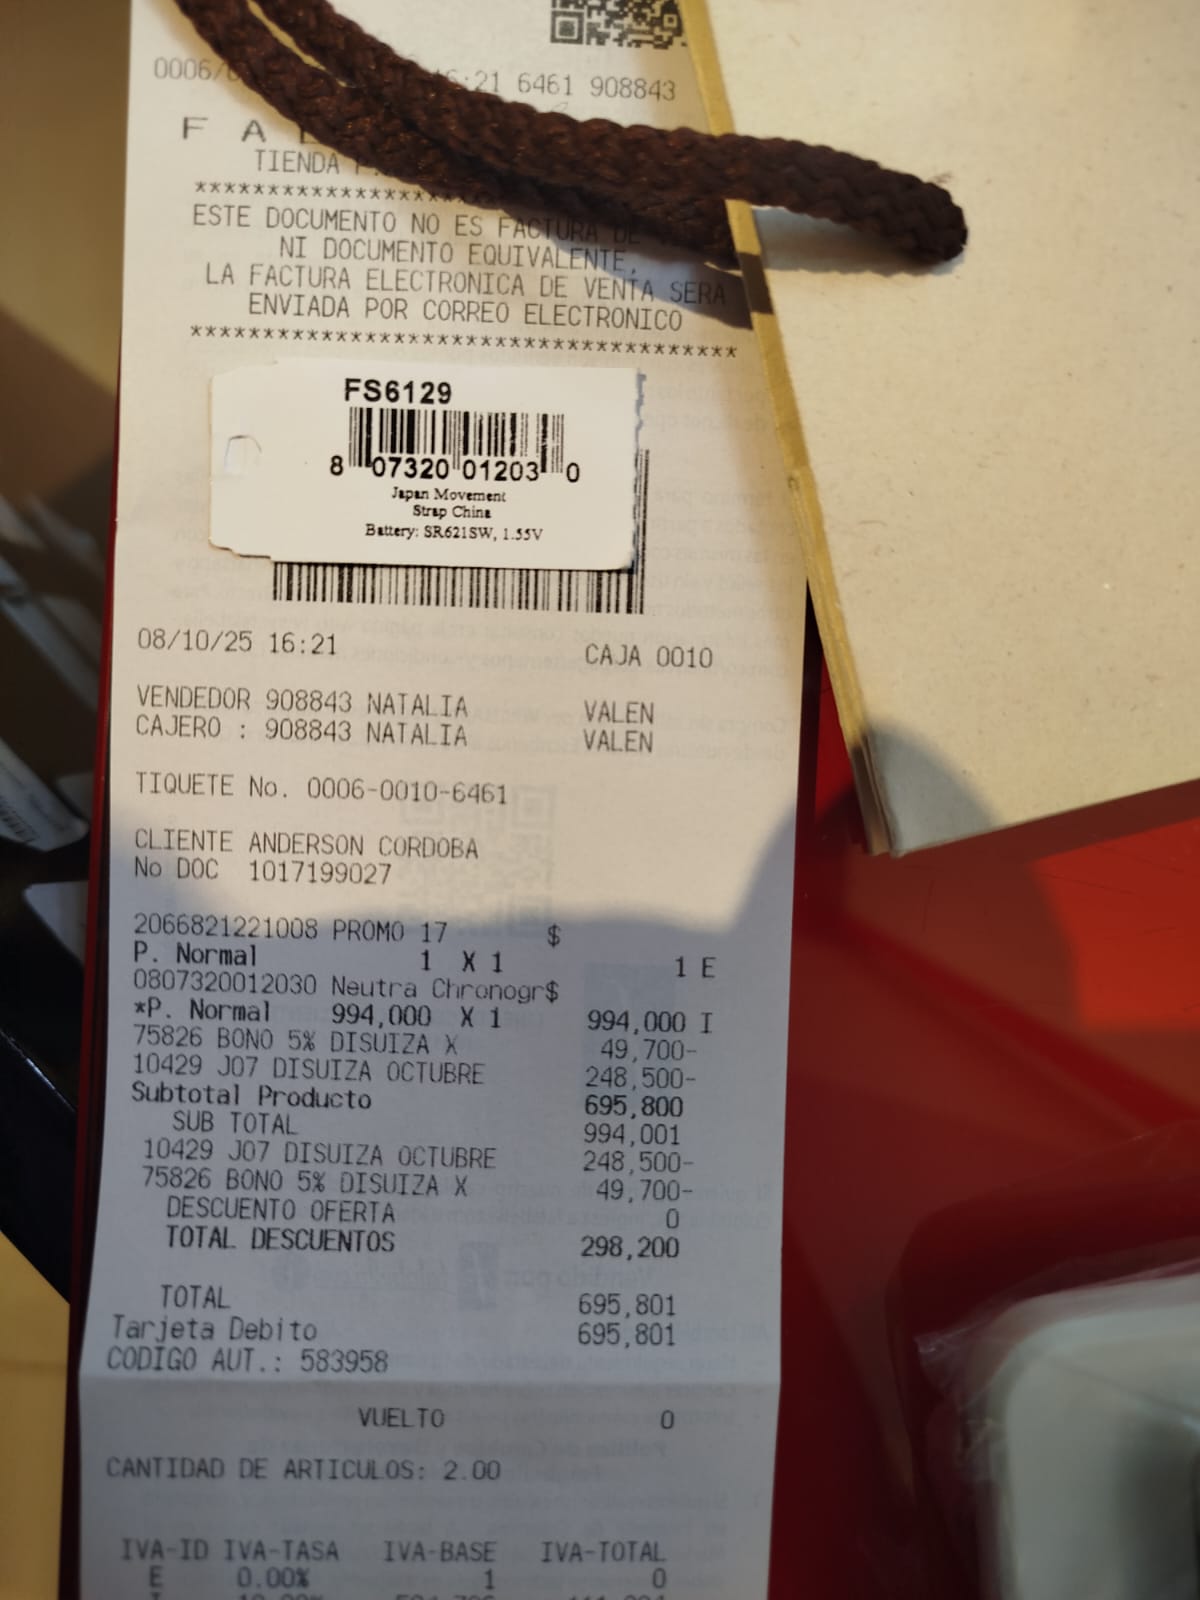 16:21 6461 908843
F A
TIENDA
****************************************
ESTE DOCUMENTO NO ES FACTURA DE
NI DOCUMENTO EQUIVALENTE,
LA FACTURA ELECTRONICA DE VENTA SERA
ENVIADA POR CORREO ELECTRONICO
****************************************
FS6129
8 07320 01203 0
Japan Movement
Strap China
Battery: SR621SW, 1.55V
08/10/25 16:21 CAJA 0010
VENDEDOR 908843 NATALIA VALEN
CAJERO : 908843 NATALIA VALEN
TIQUETE No. 0006-0010-6461
CLIENTE ANDERSON CORDOBA
No DOC 1017199027
2066821221008 PROMO 17 $
P. Normal 1 X 1 1 E
0807320012030 Neutra Chronogr$
*P. Normal 994,000 X 1 994,000 I
75826 BONO 5% DISUIZA X 49,700-
10429 J07 DISUIZA OCTUBRE 248,500-
Subtotal Producto 695,800
SUB TOTAL 994,001
10429 J07 DISUIZA OCTUBRE 248,500-
75826 BONO 5% DISUIZA X 49,700-
DESCUENTO OFERTA 0
TOTAL DESCUENTOS 298,200
TOTAL 695,801
Tarjeta Debito 695,801
CODIGO AUT.: 583958
VUELTO 0
CANTIDAD DE ARTICULOS: 2.00
IVA-ID IVA-TASA IVA-BASE IVA-TOTAL
E 0.00% 1 0